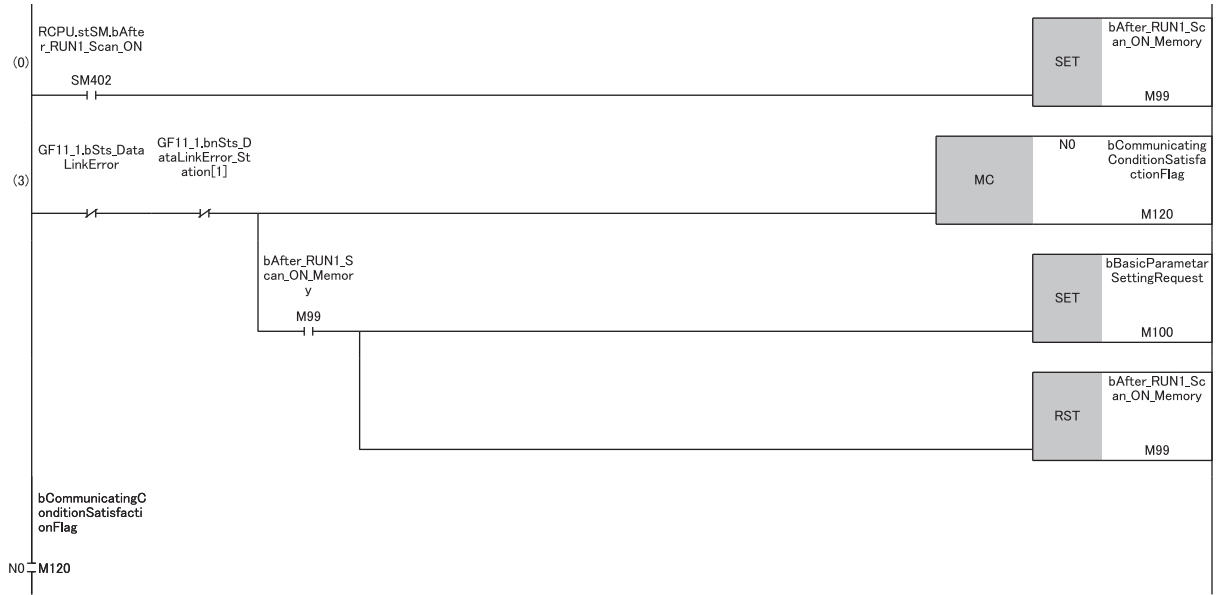 RCPU.stSM.bAfte
r_RUN1_Scan_ON
(0)
SM402
SET
bAfter_RUN1_Sc
an_ON_Memory
M99
GF11_1.bSts_Data
LinkError
GF11_1.bnSts_D
ataLinkError_St
ation[1]
(3)
MC
N0
bCommunicating
ConditionSatisfa
ctionFlag
M120
bAfter_RUN1_S
can_ON_Memor
y
M99
SET
bBasicParametar
SettingRequest
M100
RST
bAfter_RUN1_Sc
an_ON_Memory
M99
bCommunicatingC
onditionSatisfacti
onFlag
N0
M120